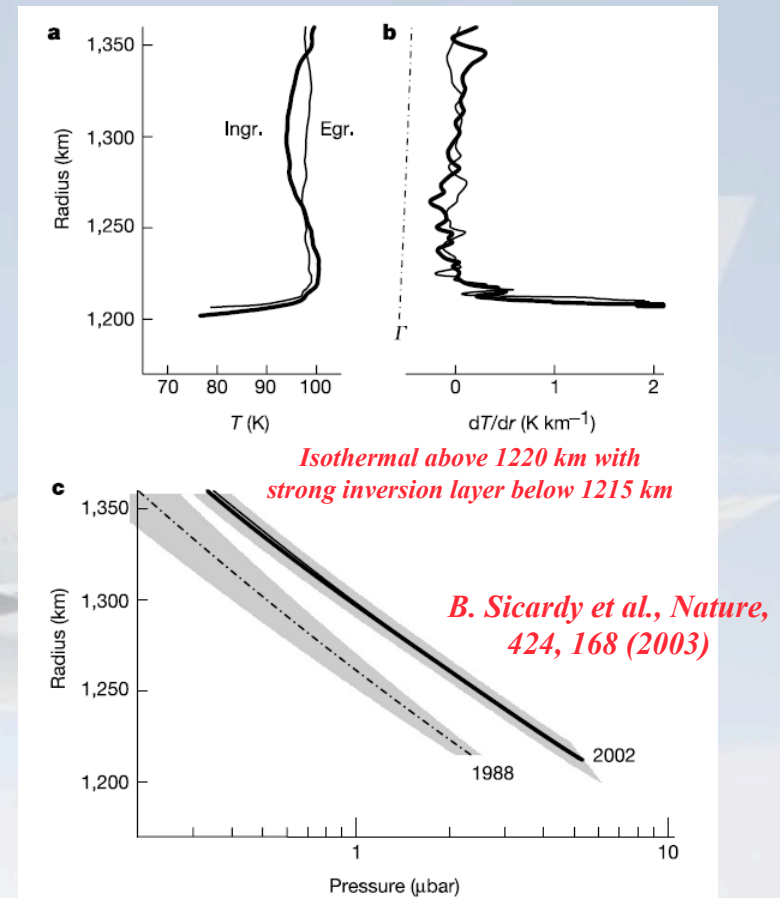 a
1,350
1,300
1,250
1,200
Radius (km)
Ingr.
Egr.
70 80 90 100
T (K)
b
Γ
0 1 2
dT/dr (K km–1)
Isothermal above 1220 km with
strong inversion layer below 1215 km
c
1,350
1,300
1,250
1,200
Radius (km)
B. Sicardy et al., Nature,
424, 168 (2003)
2002
1988
1 10
Pressure (μbar)